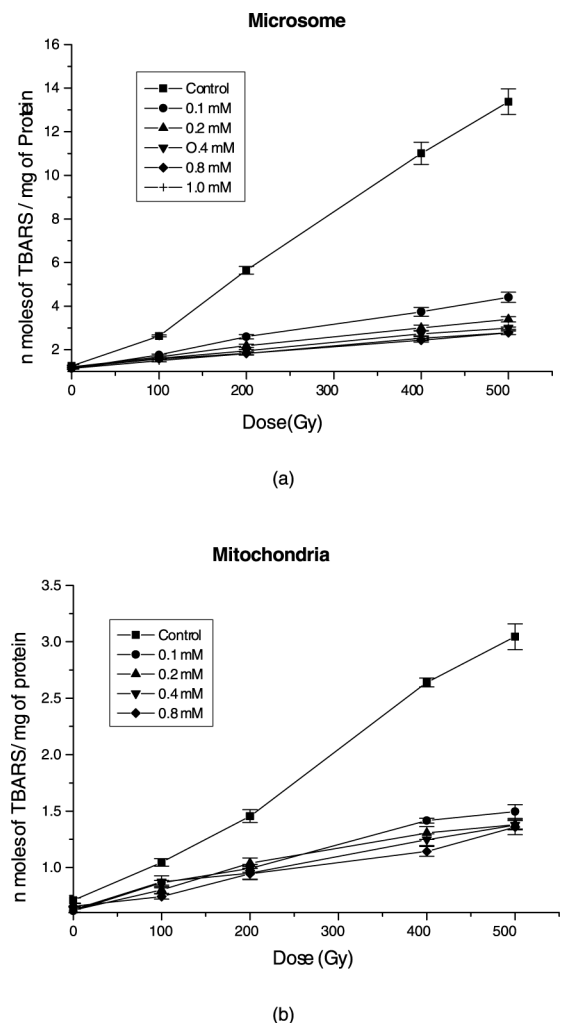 Microsome
16
14
12
10
8
6
4
2
n moles of TBARS / mg of Protein
Control
0.1 mM
0.2 mM
O.4 mM
0.8 mM
1.0 mM
0 100 200 300 400 500
Dose(Gy)
(a)
Mitochondria
3.5
3.0
2.5
2.0
1.5
1.0
n moles of TBARS/ mg of protein
Control
0.1 mM
0.2 mM
0.4 mM
0.8 mM
0 100 200 300 400 500
Dose (Gy)
(b)